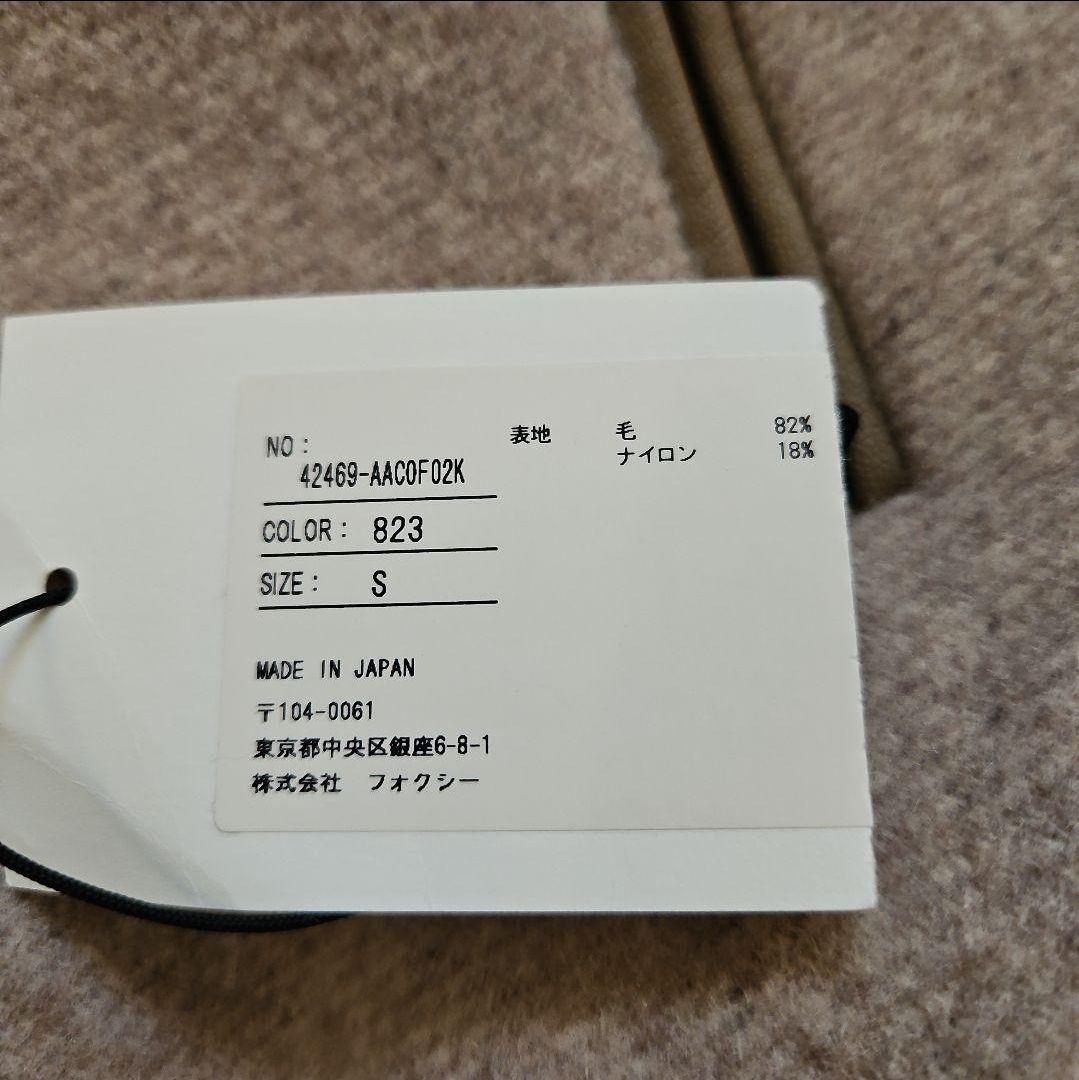 NO:
42469-AAC0F02K
COLOR: 823
SIZE: S
表地 毛 82%
ナイロン 18%
MADE IN JAPAN
〒104-0061
東京都中央区銀座6-8-1
株式会社 フォクシー